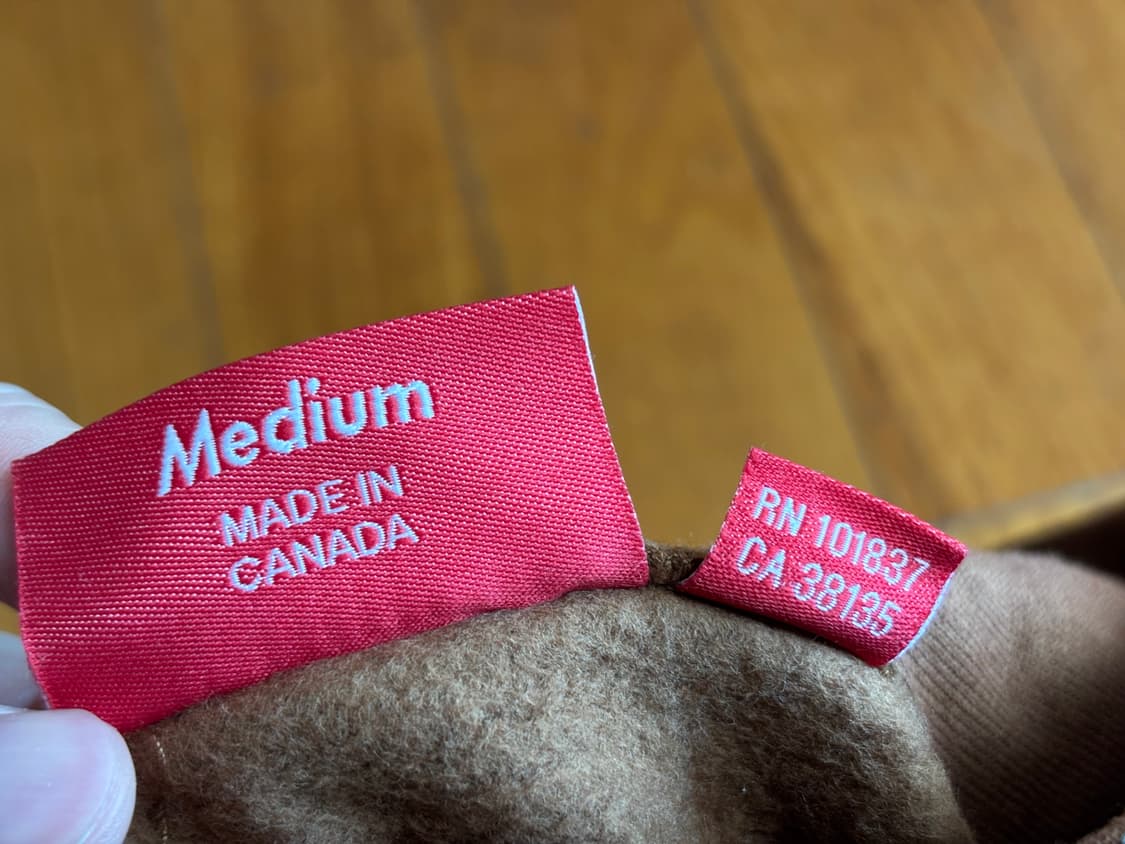 Medium
MADE IN
CANADA
RN 101837
CA 38135